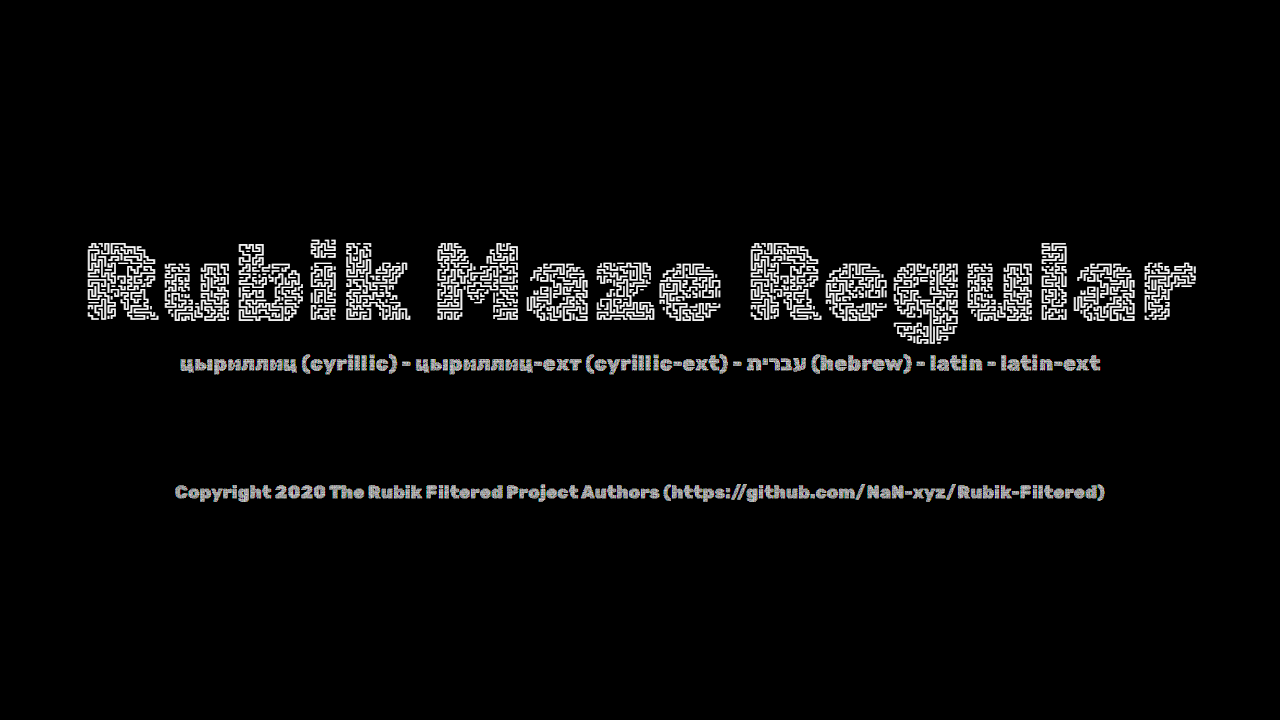 Rubik Maze Regular
цыриллиц (cyrillic) - цыриллиц-ехт (cyrillic-ext) - עברית (hebrew) - latin - latin-ext
Copyright 2020 The Rubik Filtered Project Authors (https://github.com/NaN-xyz/Rubik-Filtered)